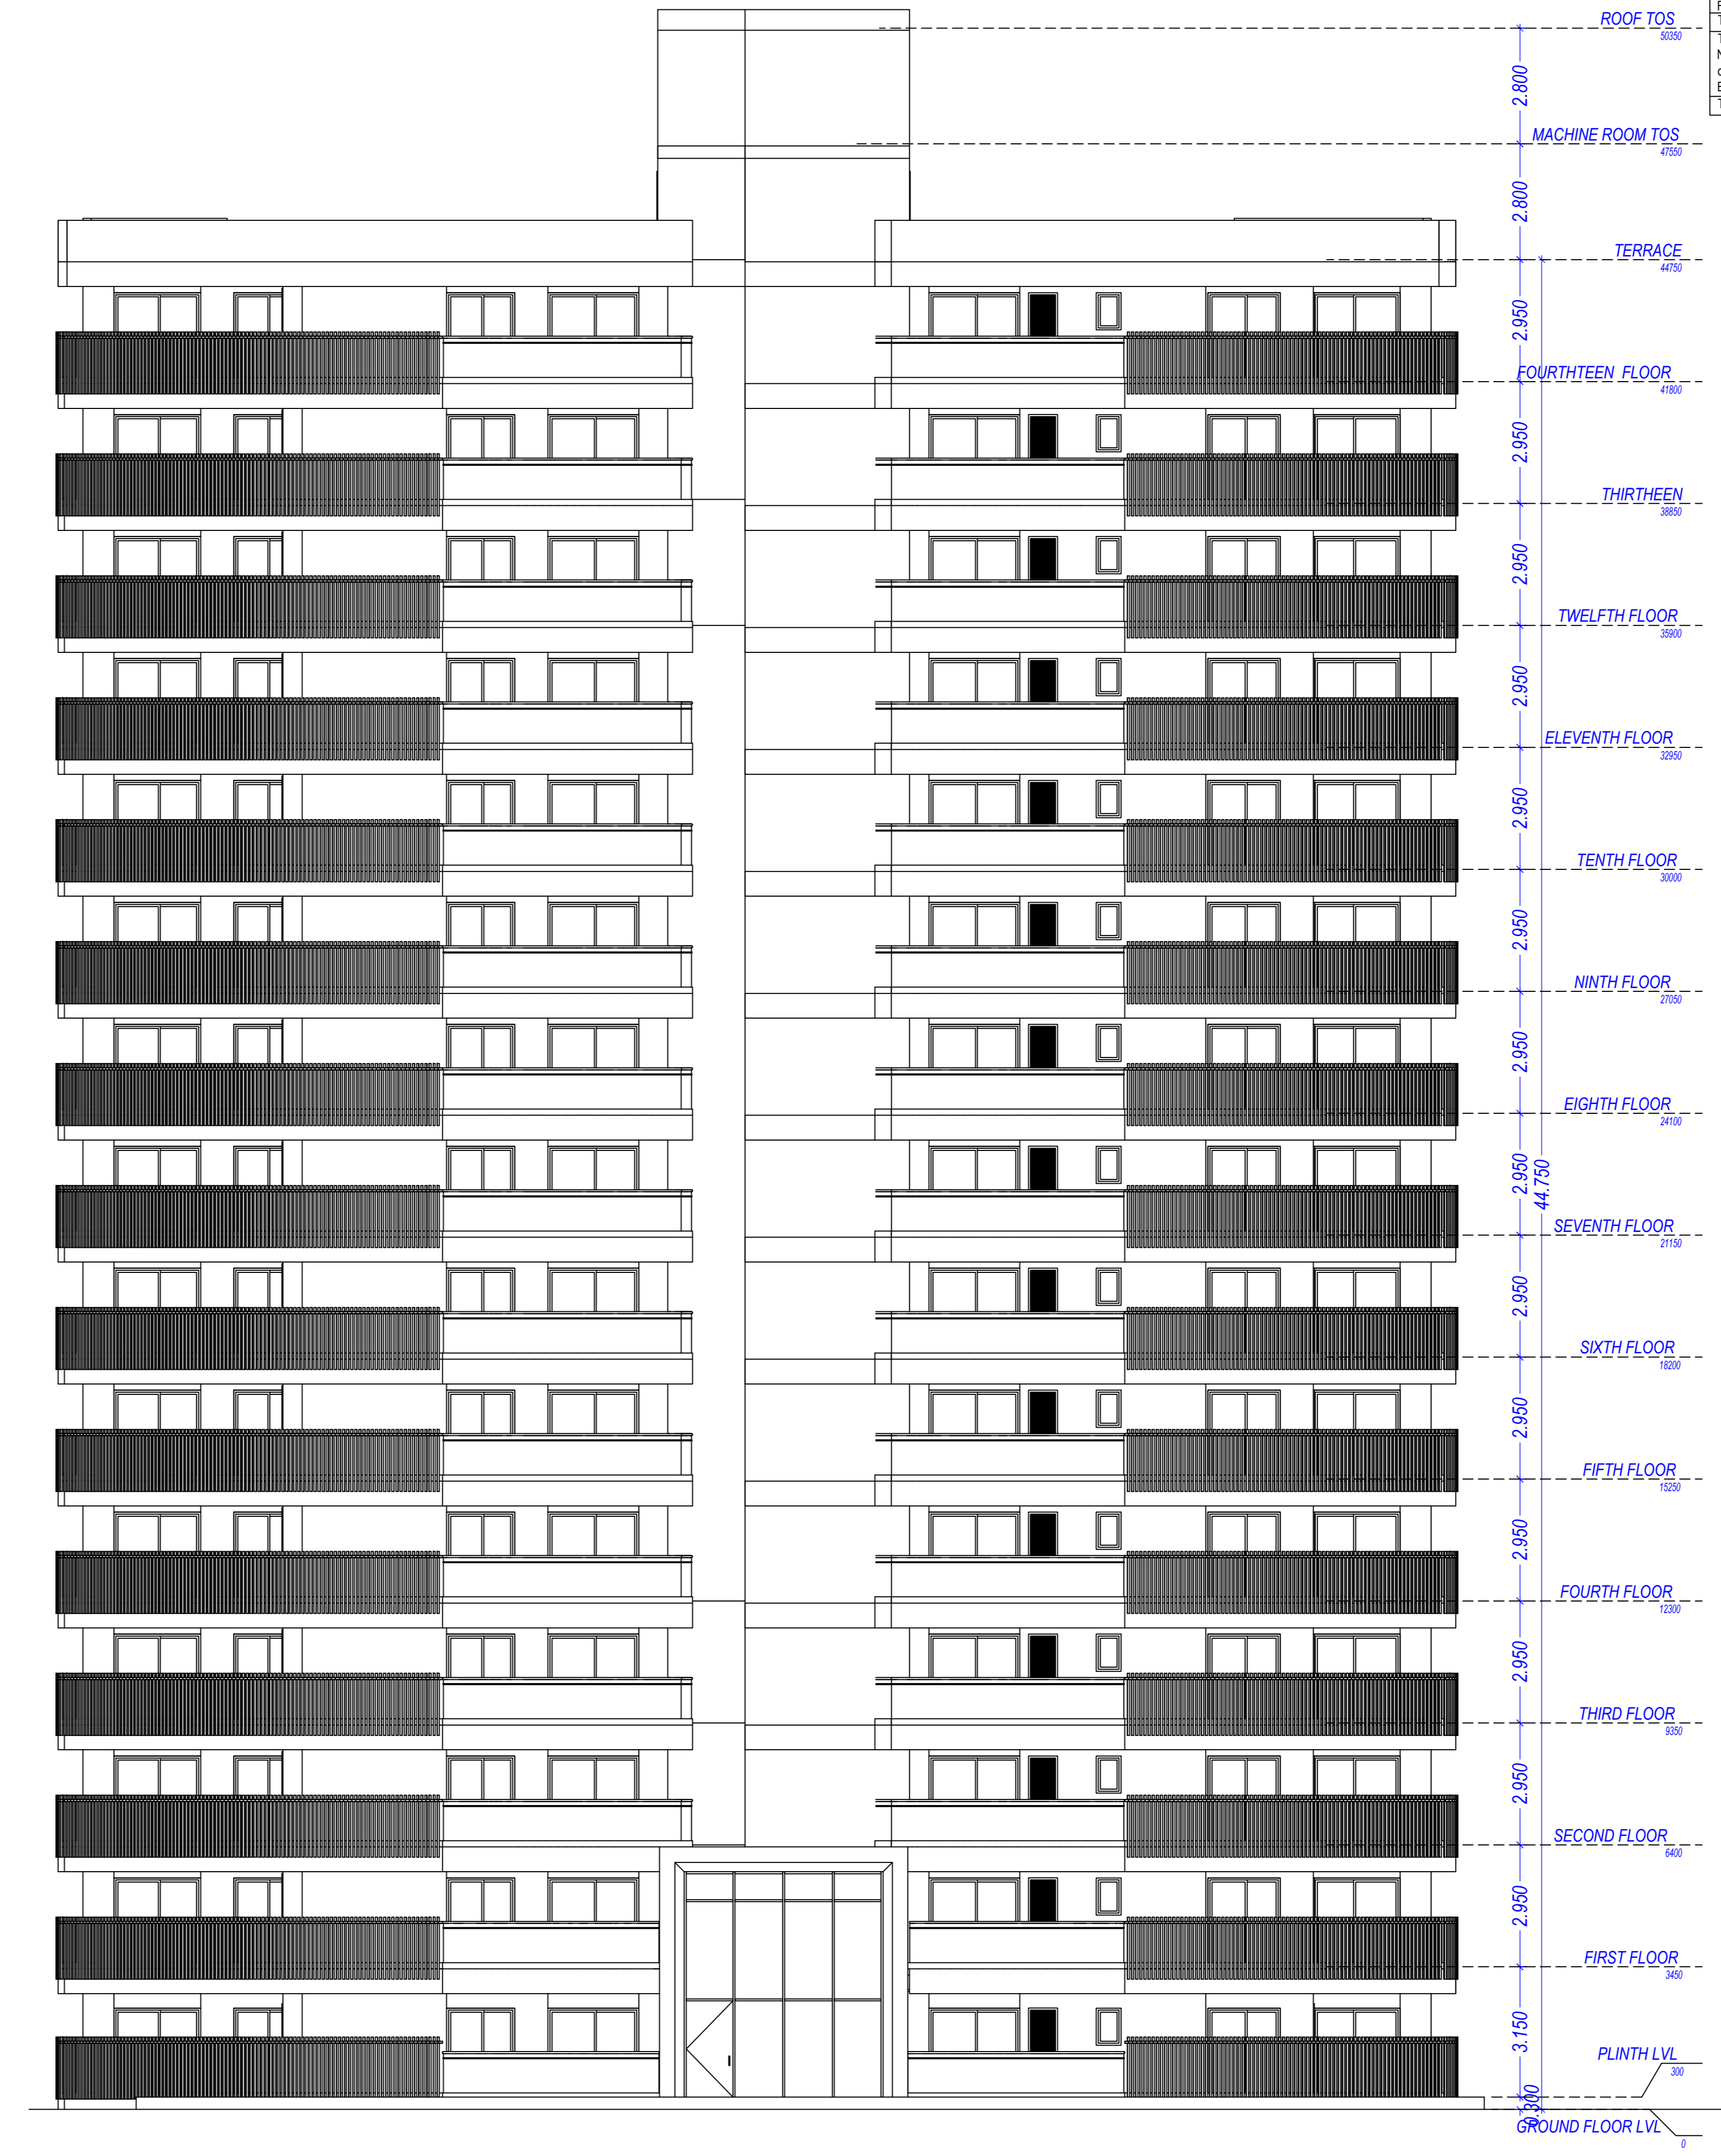 ROOF TOS
50350
2.800
MACHINE ROOM TOS
47550
2.800
TERRACE
44750
2.950
FOURTHTEEN FLOOR
41800
2.950
THIRTHEEN
38850
2.950
TWELFTH FLOOR
35900
2.950
ELEVENTH FLOOR
32950
2.950
TENTH FLOOR
30000
2.950
NINTH FLOOR
27050
2.950
EIGHTH FLOOR
24100
2.950
44.750
SEVENTH FLOOR
21150
2.950
SIXTH FLOOR
18200
2.950
FIFTH FLOOR
15250
2.950
FOURTH FLOOR
12300
2.950
THIRD FLOOR
9350
2.950
SECOND FLOOR
6400
2.950
FIRST FLOOR
3450
3.150
PLINTH LVL
300
0.300
GROUND FLOOR LVL
0